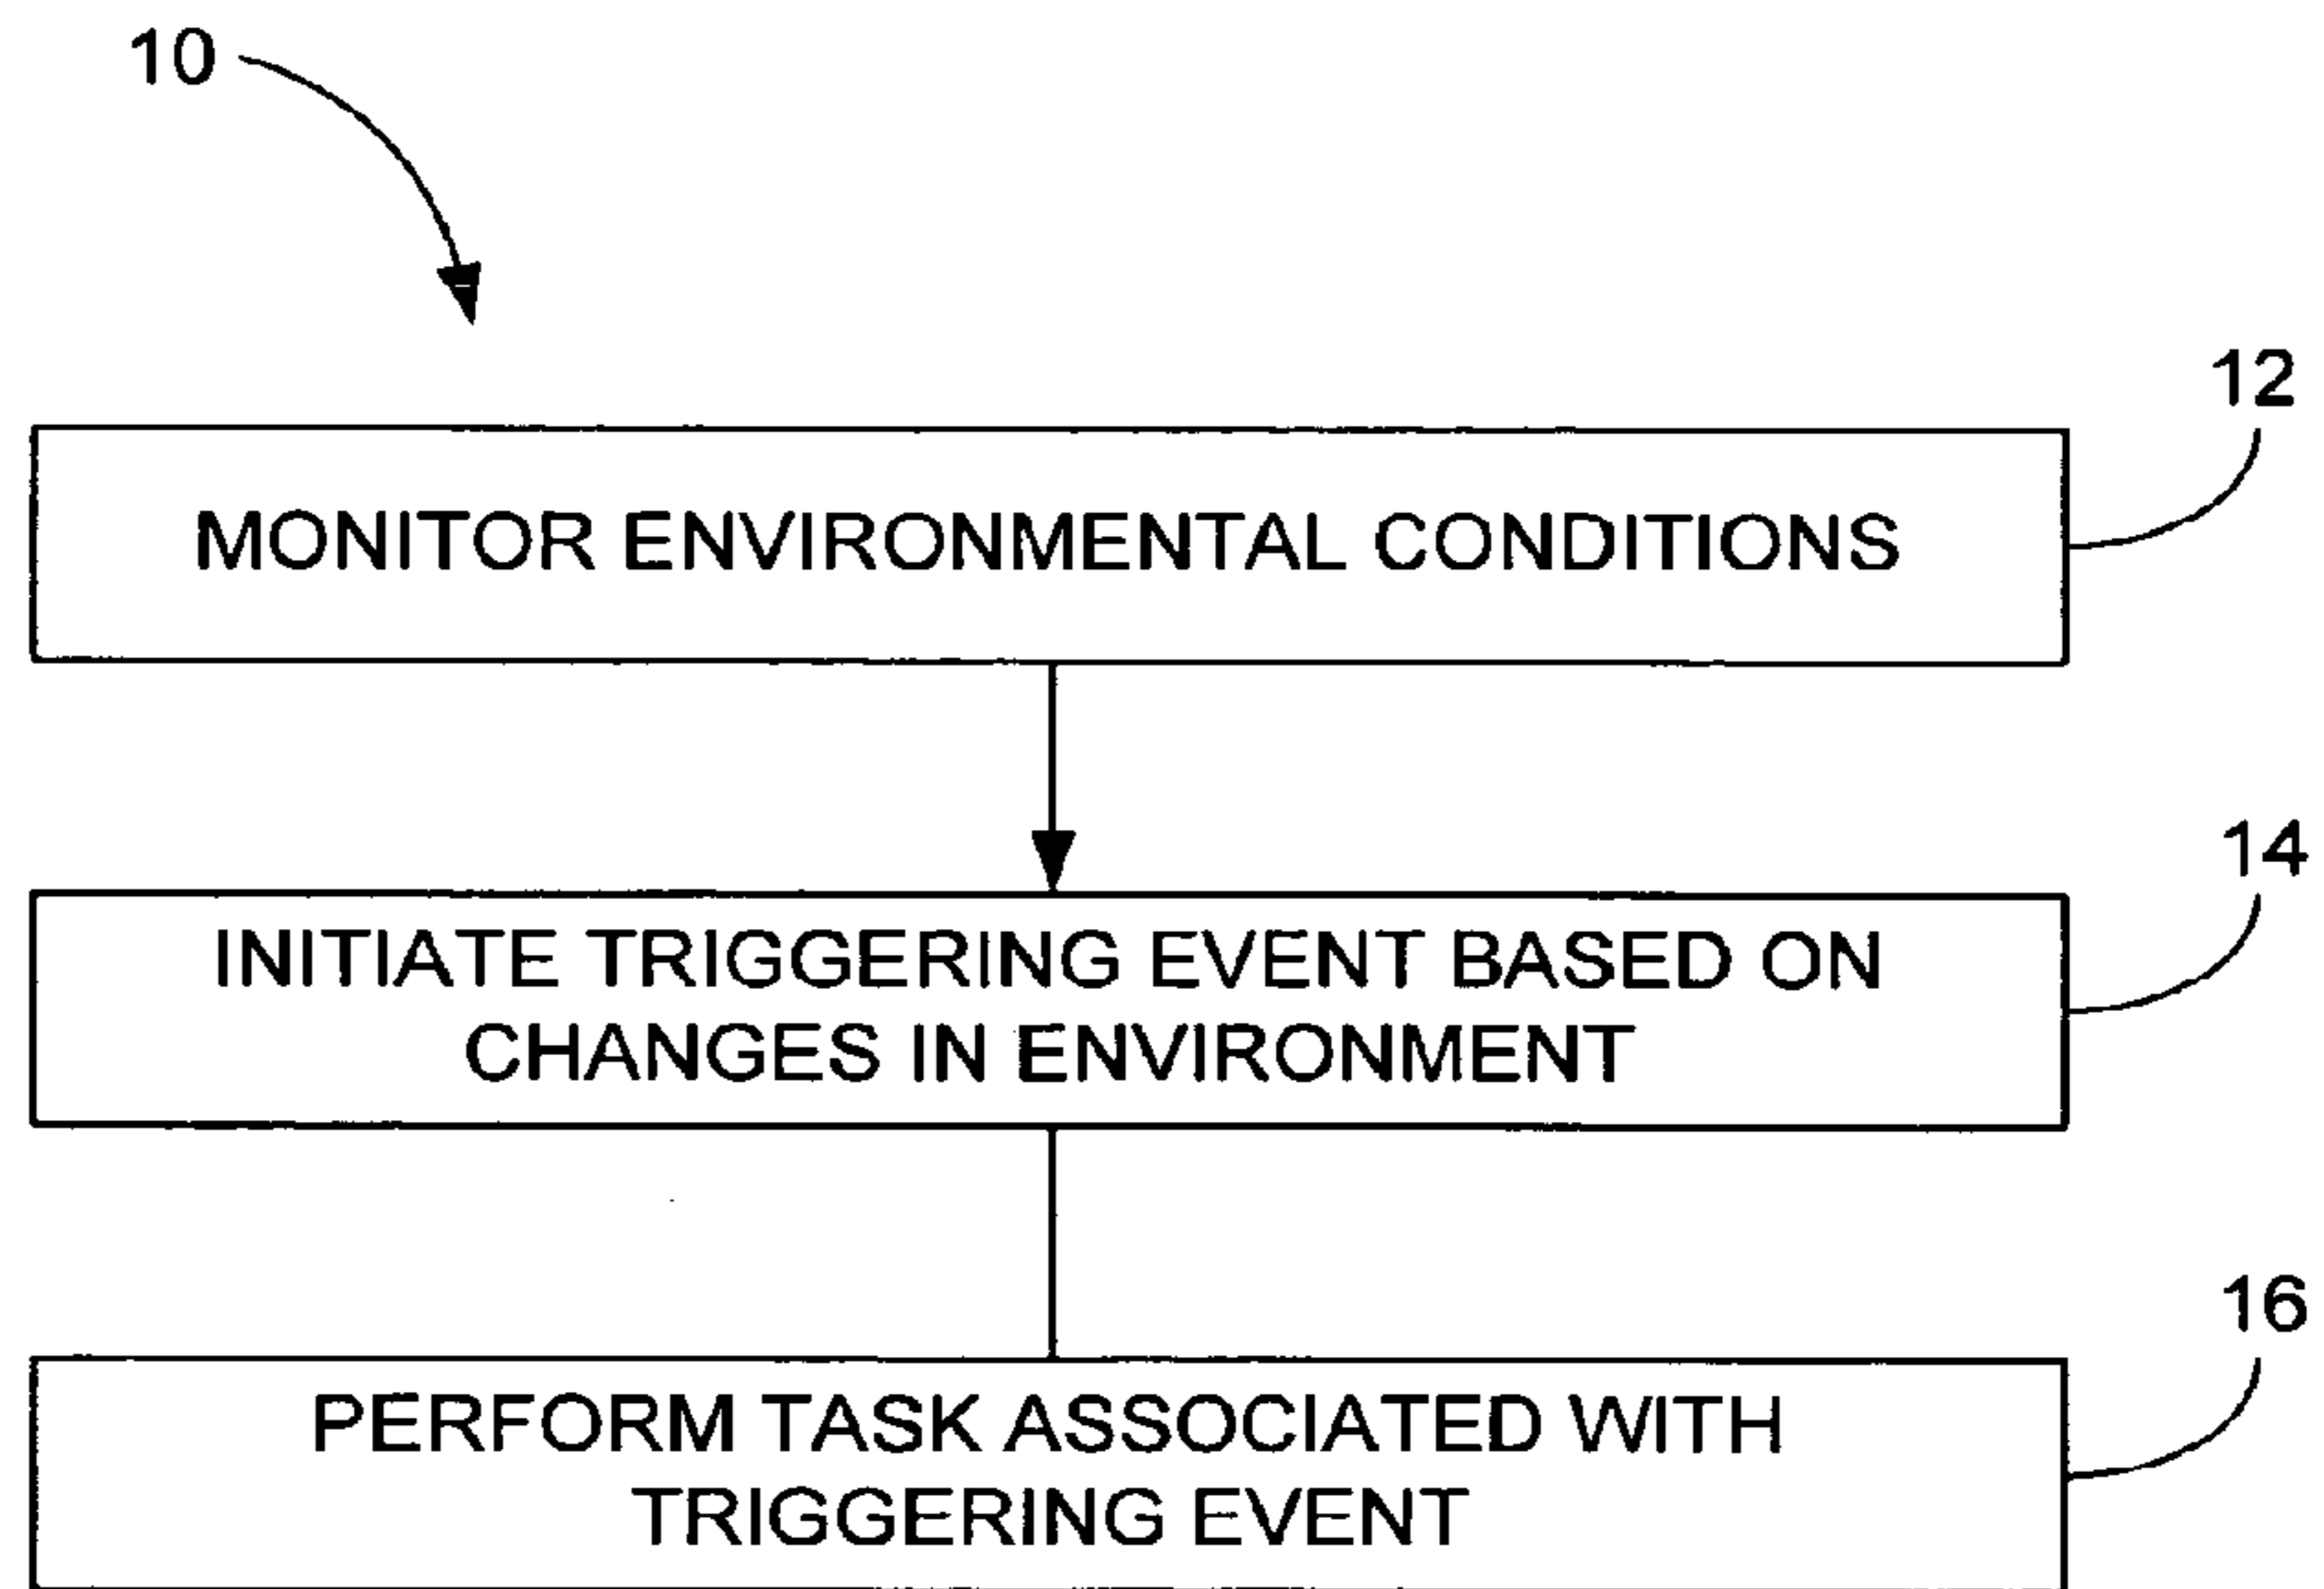 10
12
MONITOR ENVIRONMENTAL CONDITIONS
14
INITIATE TRIGGERING EVENT BASED ON
CHANGES IN ENVIRONMENT
16
PERFORM TASK ASSOCIATED WITH
TRIGGERING EVENT